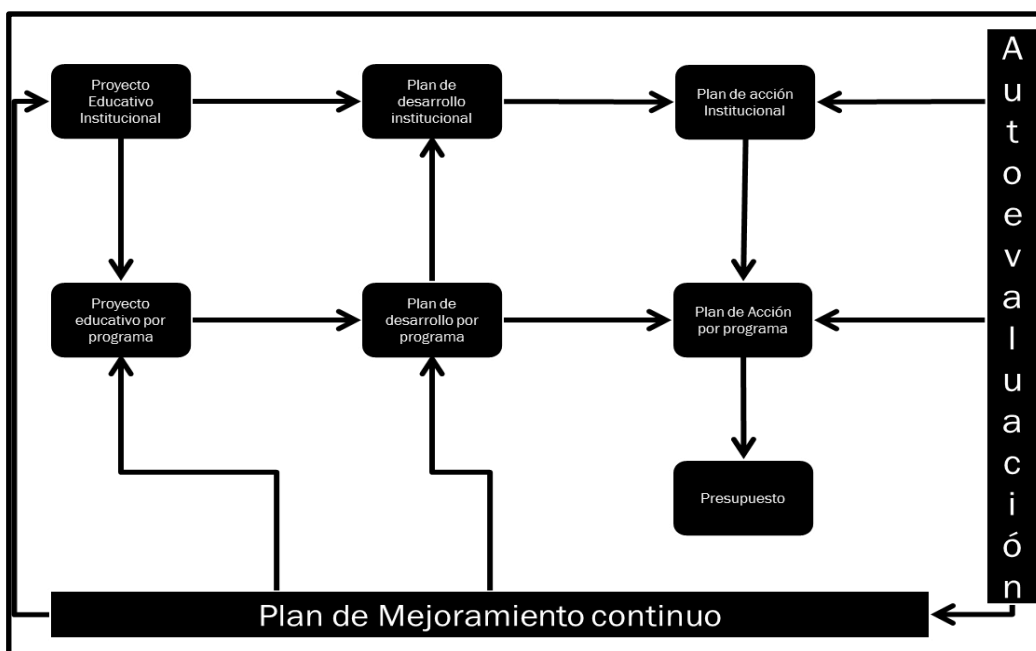 Proyecto
Educativo
Institucional
Plan de
desarrollo
institucional
Plan de acción
Institucional
Proyecto
educativo por
programa
Plan de
desarrollo por
programa
Plan de Acción
por programa
Presupuesto
Plan de Mejoramiento continuo
Autoevaluación